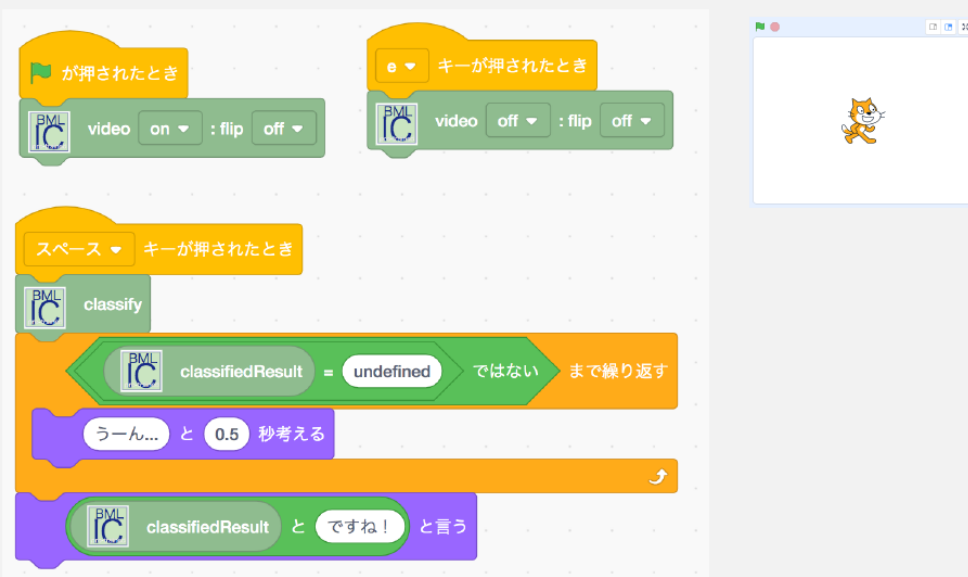 が押されたとき
BML IC video on : flip off
e キーが押されたとき
BML IC video off : flip off
スペース キーが押されたとき
BML IC classify
BML IC classifiedResult = undefined ではない まで繰り返す
うーん... と 0.5 秒考える
BML IC classifiedResult と ですね！ と言う